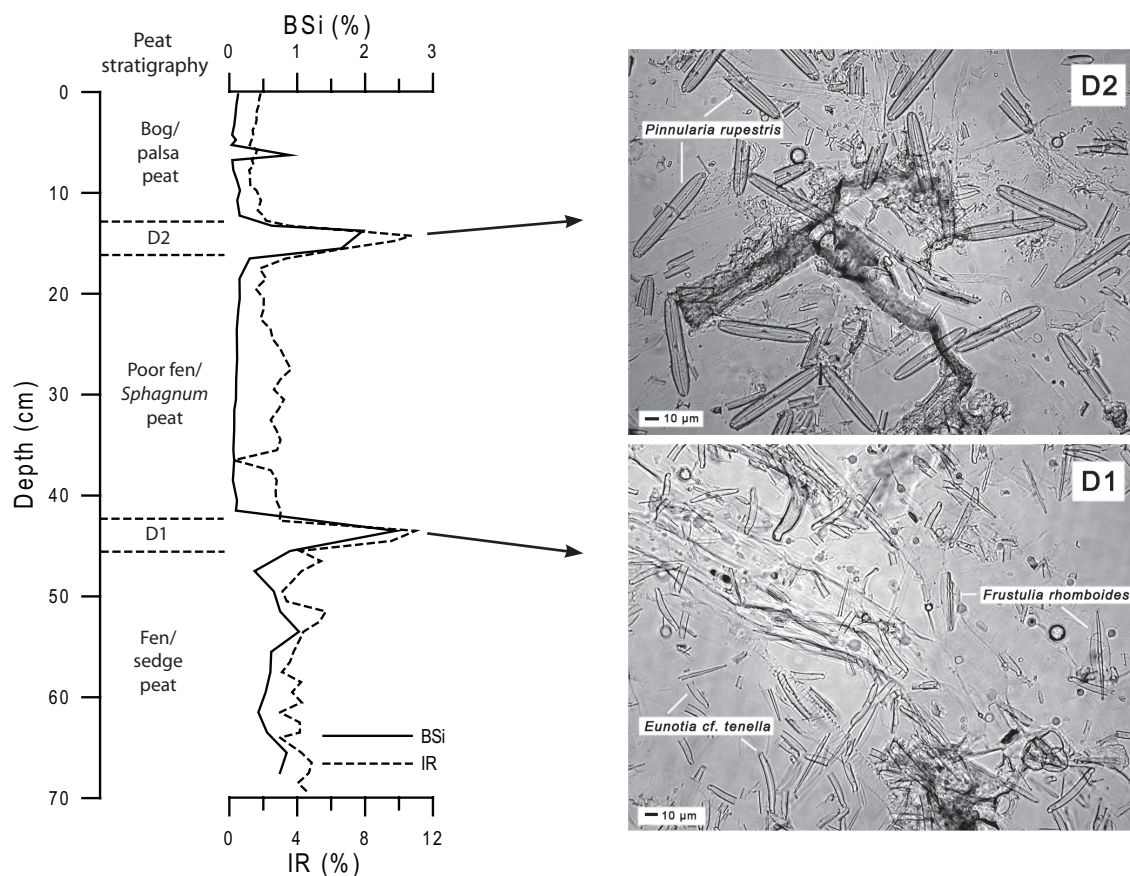 Peat
stratigraphy
BSi (%)
0 1 2 3
0
10
20
30
40
50
60
70
Depth (cm)
Bog/
palsa
peat
D2
Poor fen/
Sphagnum
peat
D1
Fen/
sedge
peat
BSi
IR
0 4 8 12
IR (%)
D2
Pinnularia rupestris
10 µm
D1
Frustulia rhomboides
Eunotia cf. tenella
10 µm